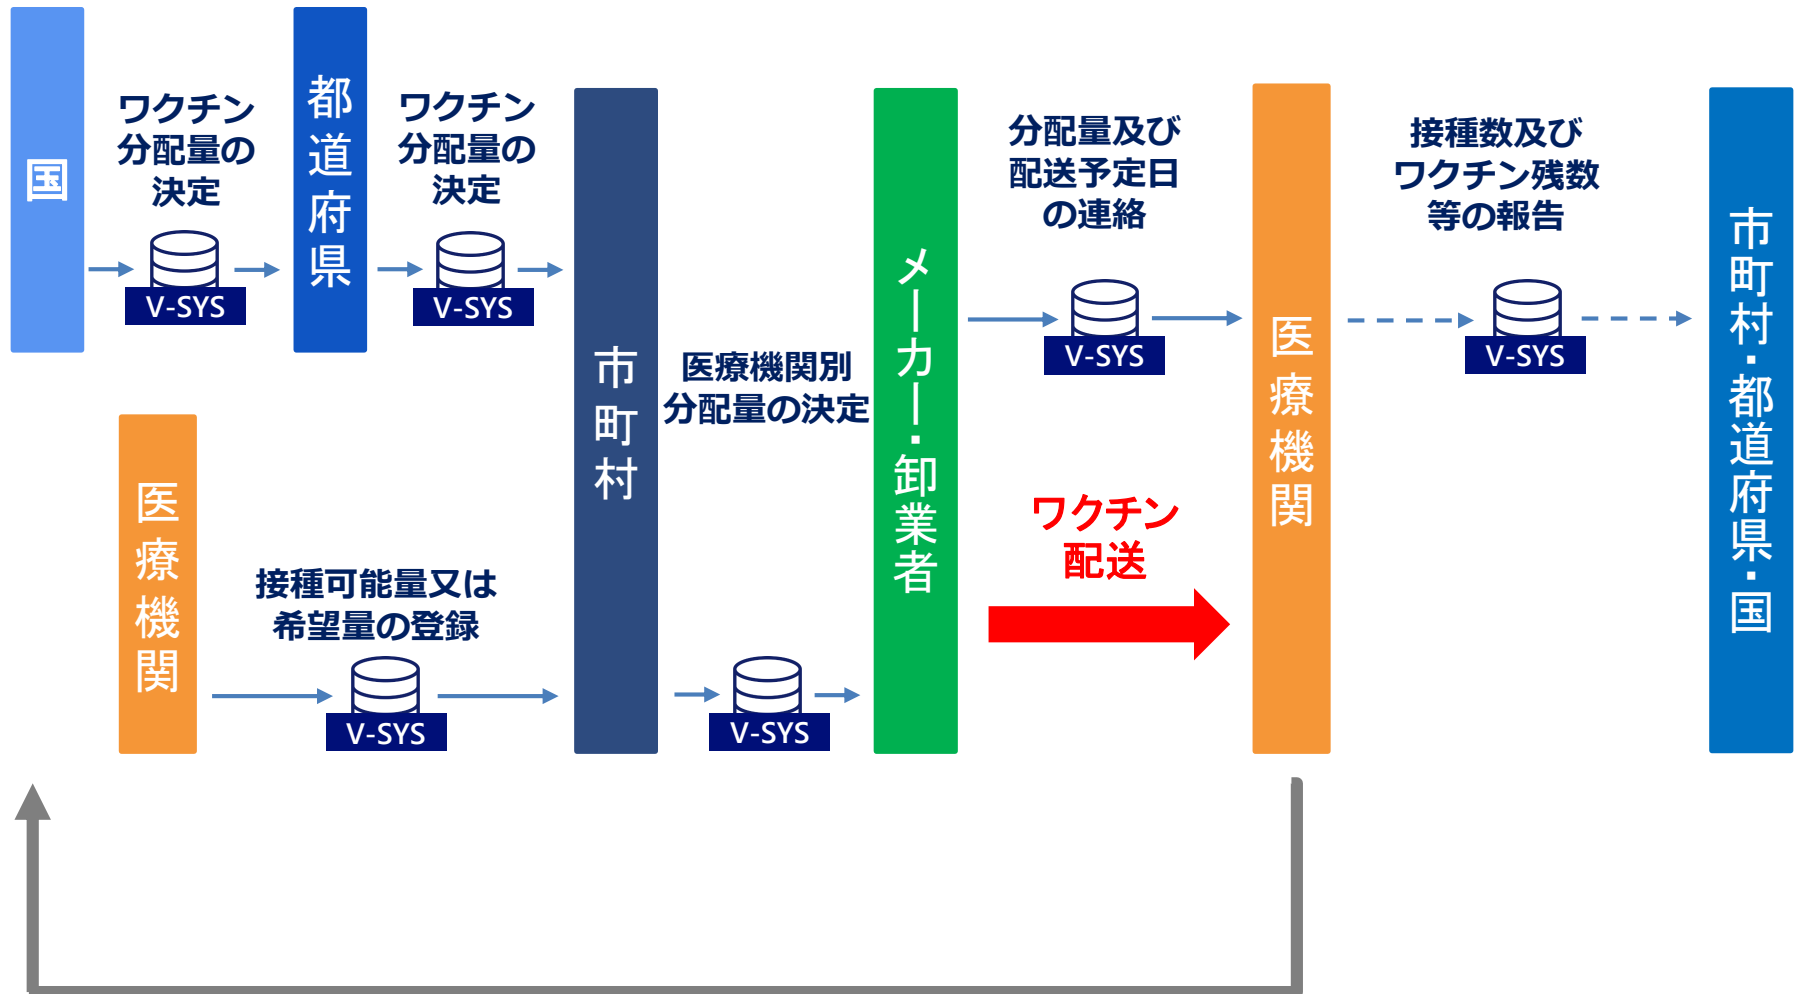 国
ワクチン
分配量の
決定
V-SYS
都道府県
ワクチン
分配量の
決定
V-SYS
医療機関
接種可能量又は
希望量の登録
V-SYS
市町村
医療機関別
分配量の決定
V-SYS
メーカー・卸業者
分配量及び
配送予定日
の連絡
V-SYS
ワクチン
配送
医療機関
接種数及び
ワクチン残数
等の報告
V-SYS
市町村・都道府県・国